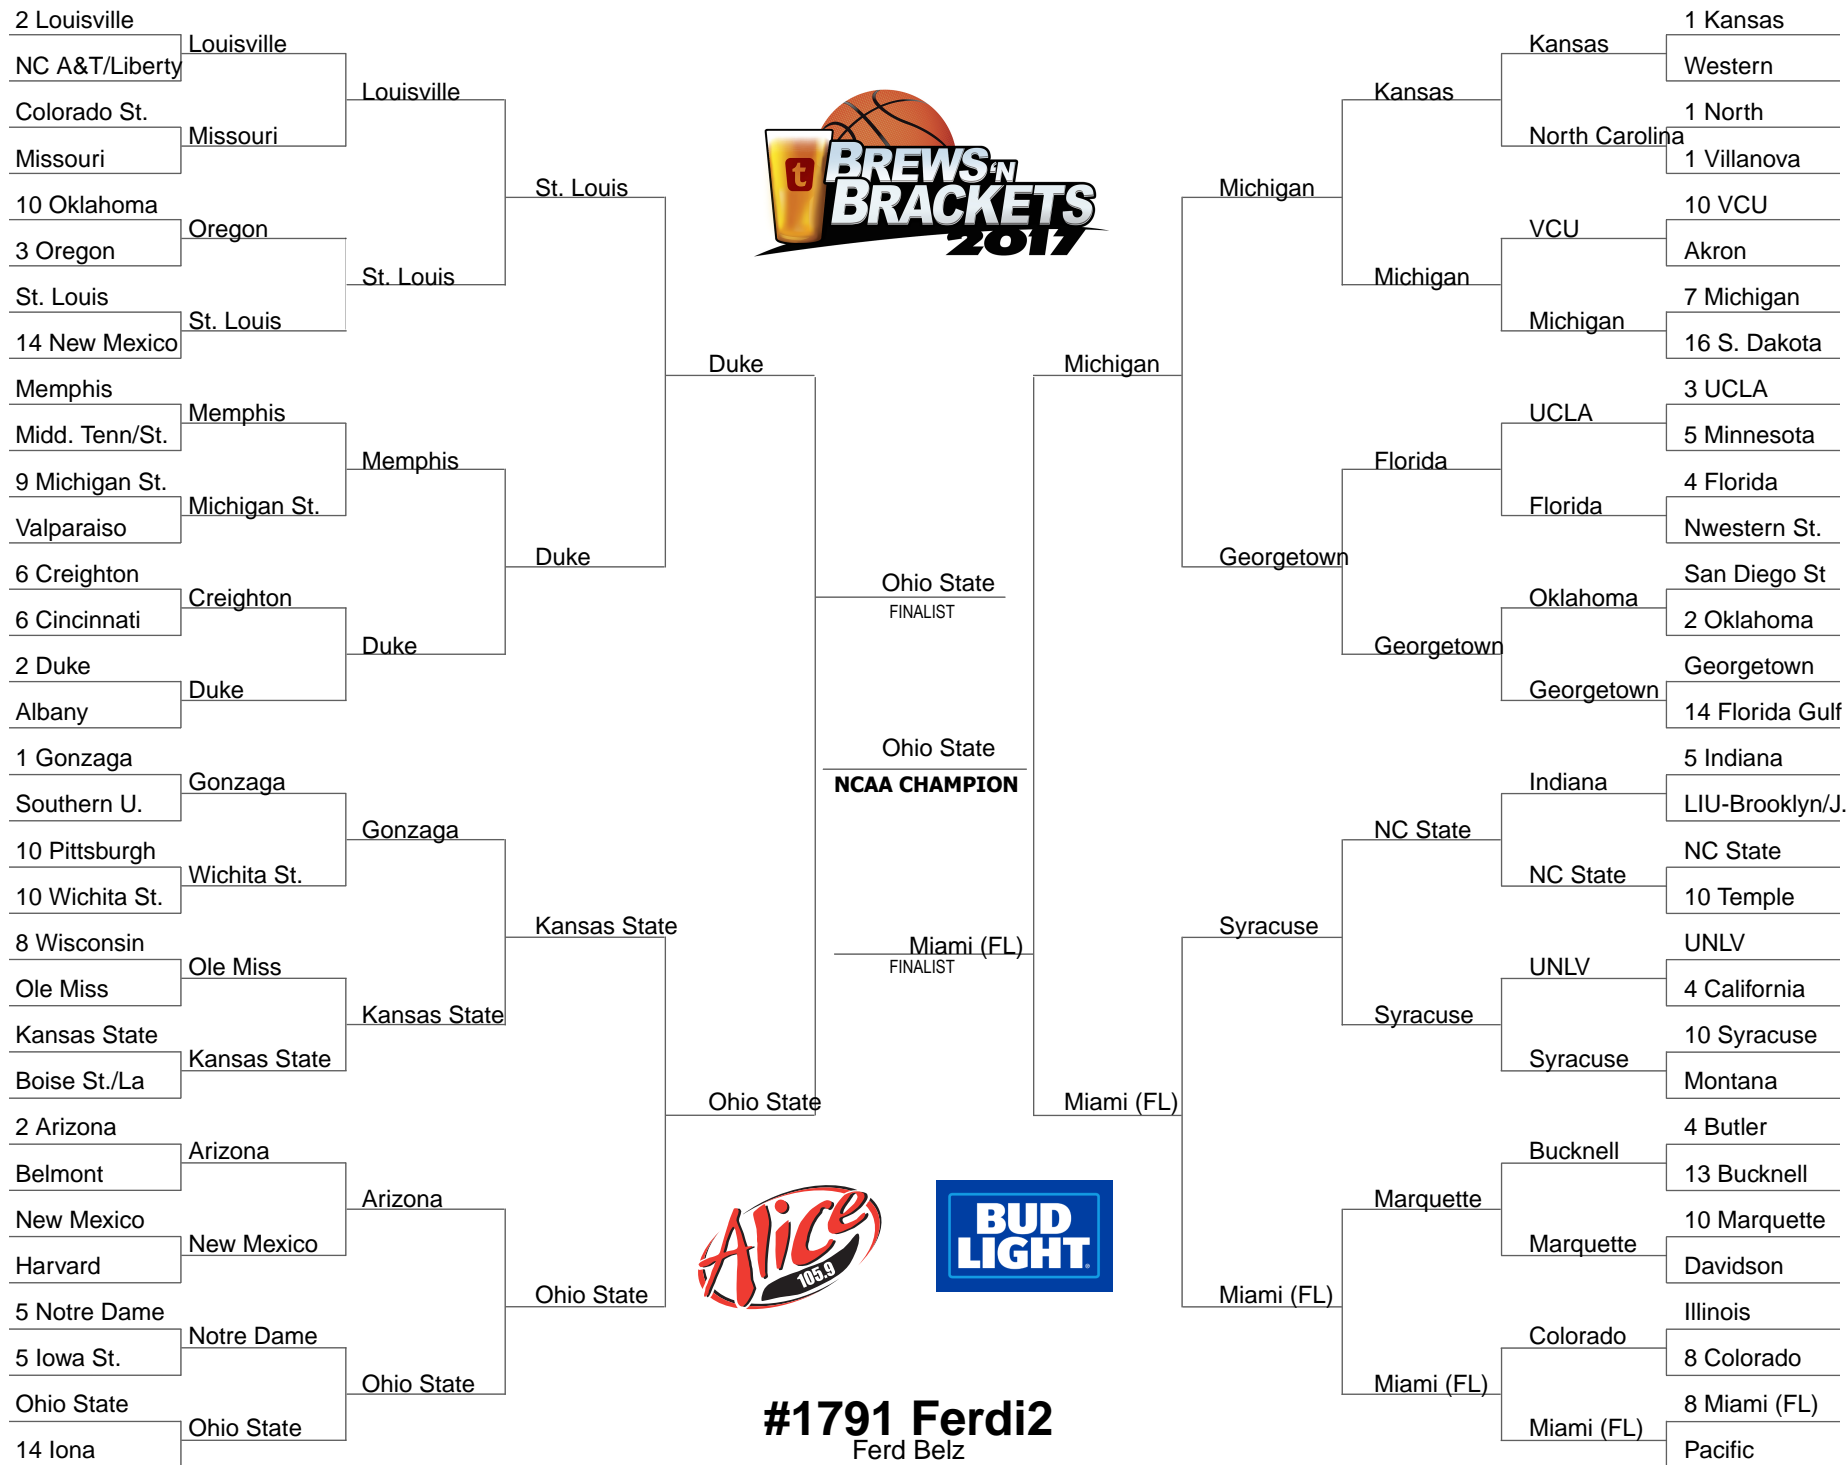 2 Louisville
NC A&T/Liberty
Colorado St.
Missouri
10 Oklahoma
3 Oregon
St. Louis
14 New Mexico
Memphis
Midd. Tenn/St.
9 Michigan St.
Valparaiso
6 Creighton
6 Cincinnati
2 Duke
Albany
1 Gonzaga
Southern U.
10 Pittsburgh
10 Wichita St.
8 Wisconsin
Ole Miss
Kansas State
Boise St./La
2 Arizona
Belmont
New Mexico
Harvard
5 Notre Dame
5 Iowa St.
Ohio State
14 Iona
Louisville
Missouri
Oregon
St. Louis
Memphis
Michigan St.
Creighton
Duke
Gonzaga
Wichita St.
Ole Miss
Kansas State
Arizona
New Mexico
Notre Dame
Ohio State
Louisville
St. Louis
Memphis
Duke
Gonzaga
Kansas State
Arizona
Ohio State
St. Louis
Duke
Kansas State
Ohio State
Duke
Ohio State
t
BREWS 'N
BRACKETS
2017
Ohio State
FINALIST
Ohio State
NCAA CHAMPION
Miami (FL)
FINALIST
Alice
105.9
BUD
LIGHT
#1791 Ferdi2
Ferd Belz
Michigan
Miami (FL)
Michigan
Georgetown
Syracuse
Miami (FL)
Kansas
Michigan
Florida
Georgetown
NC State
Syracuse
Marquette
Miami (FL)
Kansas
North Carolina
VCU
Michigan
UCLA
Florida
Oklahoma
Georgetown
Indiana
NC State
UNLV
Syracuse
Bucknell
Marquette
Colorado
Miami (FL)
1 Kansas
Western
1 North
1 Villanova
10 VCU
Akron
7 Michigan
16 S. Dakota
3 UCLA
5 Minnesota
4 Florida
Nwestern St.
San Diego St
2 Oklahoma
Georgetown
14 Florida Gulf
5 Indiana
LIU-Brooklyn/J.
NC State
10 Temple
UNLV
4 California
10 Syracuse
Montana
4 Butler
13 Bucknell
10 Marquette
Davidson
Illinois
8 Colorado
8 Miami (FL)
Pacific